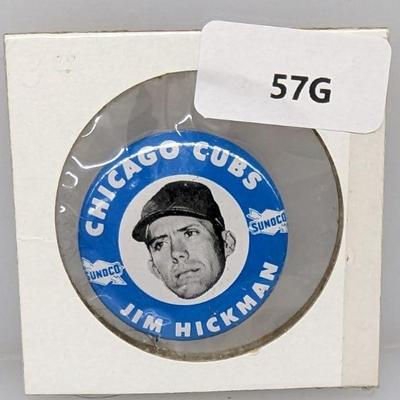 57G
CHICAGO CUBS
SUNOCO
SUNOCO
JIM HICKMAN